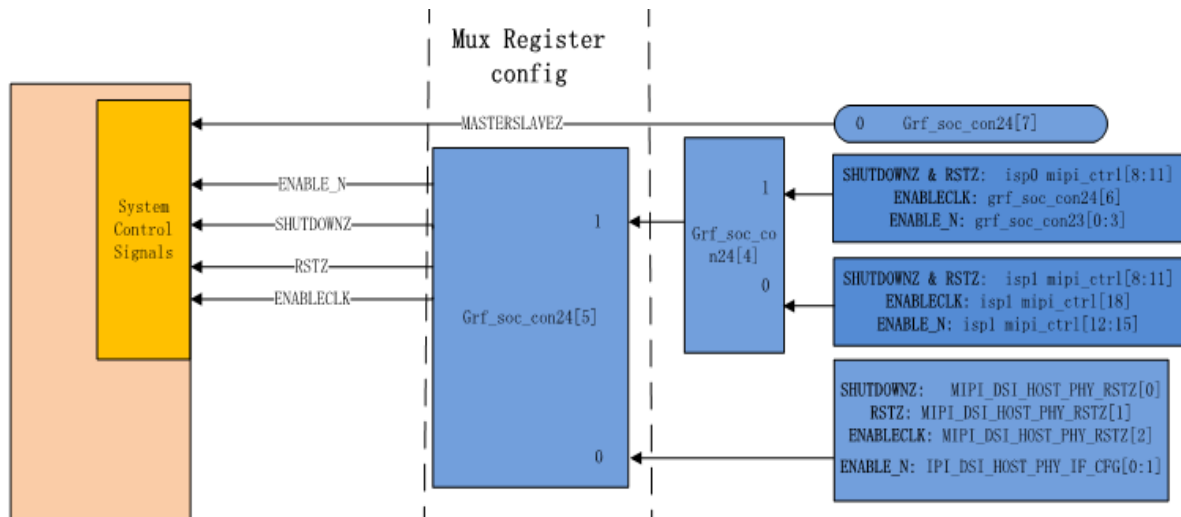 Mux Register
config
MASTERSLAVEZ
0 Grf_soc_con24[7]
System
Control
Signals
ENABLE_N
SHUTDOWNZ
RSTZ
ENABLECLK
1
Grf_soc_con24[5]
0
1
Grf_soc_co
n24[4]
0
SHUTDOWNZ & RSTZ: isp0 mipi_ctrl[8:11]
ENABLECLK: grf_soc_con24[6]
ENABLE_N: grf_soc_con23[0:3]
SHUTDOWNZ & RSTZ: isp1 mipi_ctrl[8:11]
ENABLECLK: isp1 mipi_ctrl[18]
ENABLE_N: isp1 mipi_ctrl[12:15]
SHUTDOWNZ: MIPI_DSI_HOST_PHY_RSTZ[0]
RSTZ: MIPI_DSI_HOST_PHY_RSTZ[1]
ENABLECLK: MIPI_DSI_HOST_PHY_RSTZ[2]
ENABLE_N: IPI_DSI_HOST_PHY_IF_CFG[0:1]